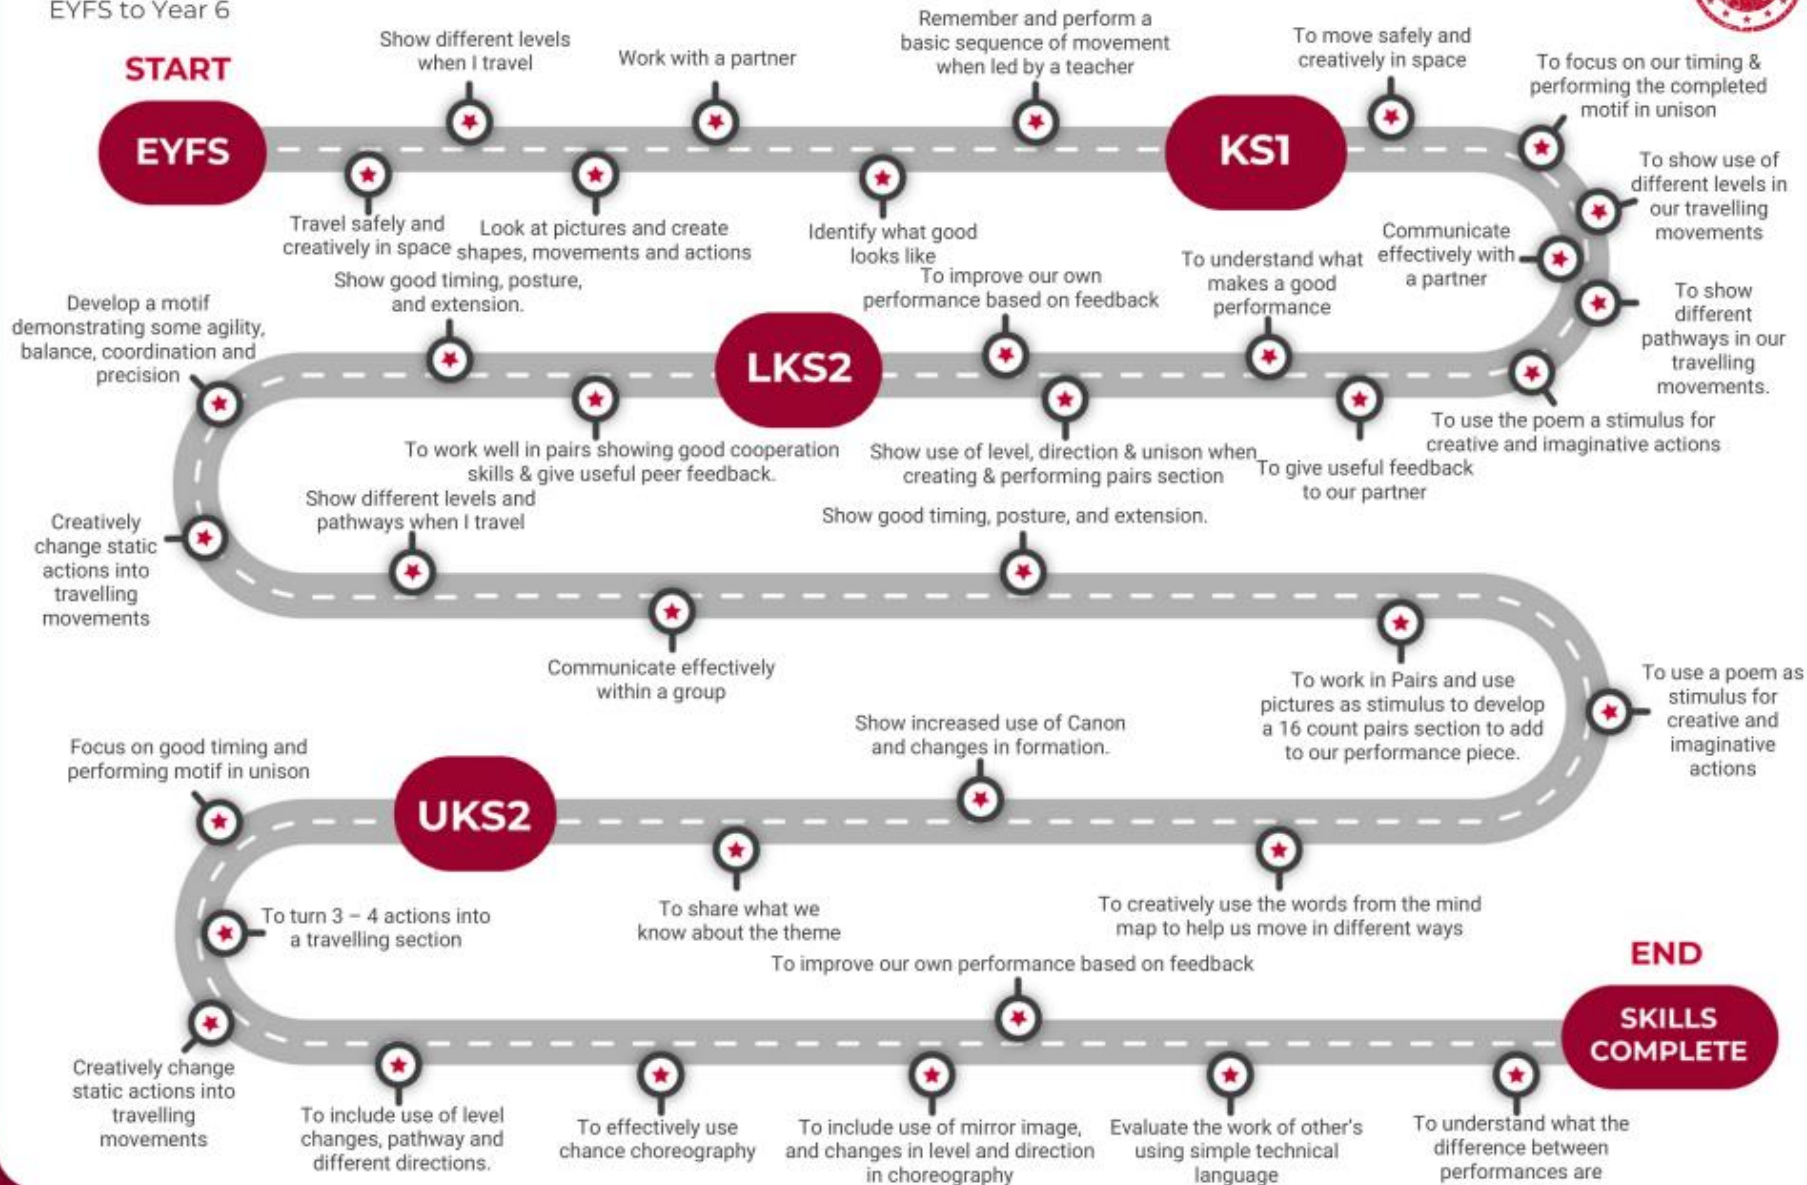 EYFS to Year 6
START
EYFS
Travel safely and
creatively in space
Show different levels
when I travel
Look at pictures and create
shapes, movements and actions
Work with a partner
Identify what good
looks like
Remember and perform a
basic sequence of movement
when led by a teacher
KS1
To move safely and
creatively in space
To focus on our timing &
performing the completed
motif in unison
To show use of
different levels in
our travelling
movements
Communicate
effectively with
a partner
To show
different
pathways in our
travelling
movements.
To use the poem a stimulus for
creative and imaginative actions
To give useful feedback
to our partner
To understand what
makes a good
performance
Show use of level, direction & unison when
creating & performing pairs section
To improve our own
performance based on feedback
LKS2
To work well in pairs showing good cooperation
skills & give useful peer feedback.
Show good timing, posture,
and extension.
Develop a motif
demonstrating some agility,
balance, coordination and
precision
Creatively
change static
actions into
travelling
movements
Show different levels and
pathways when I travel
Communicate effectively
within a group
Show good timing, posture, and extension.
To work in Pairs and use
pictures as stimulus to develop
a 16 count pairs section to add
to our performance piece.
To use a poem as
stimulus for
creative and
imaginative
actions
To creatively use the words from the mind
map to help us move in different ways
Show increased use of Canon
and changes in formation.
To share what we
know about the theme
UKS2
Focus on good timing and
performing motif in unison
To turn 3 – 4 actions into
a travelling section
Creatively change
static actions into
travelling
movements
To include use of level
changes, pathway and
different directions.
To effectively use
chance choreography
To include use of mirror image,
and changes in level and direction
in choreography
To improve our own performance based on feedback
Evaluate the work of other's
using simple technical
language
To understand what the
difference between
performances are
END
SKILLS
COMPLETE